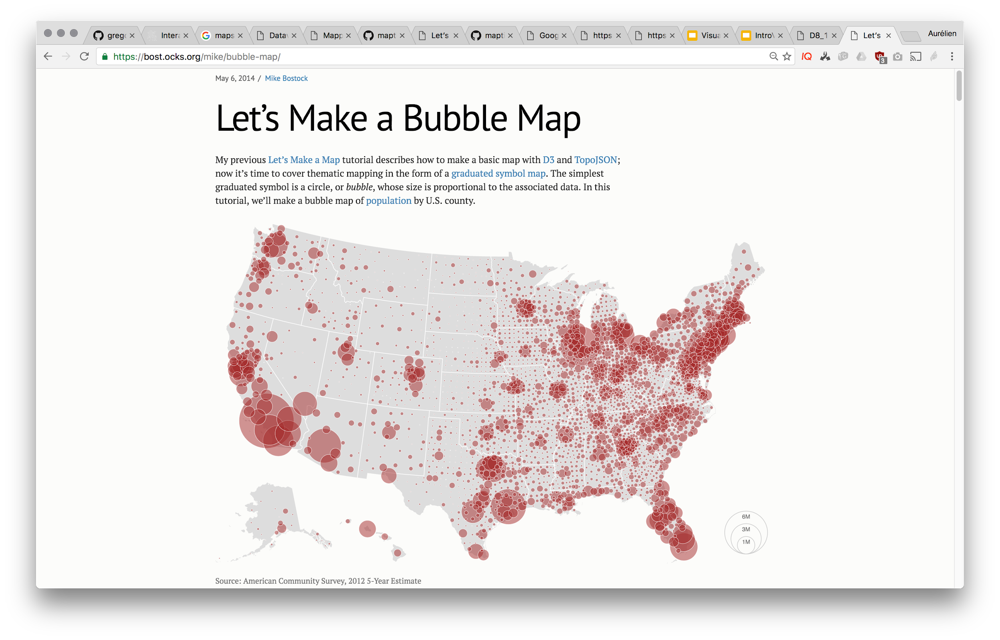 grego
Inter
maps
Data
Mapp
mapt
Let's
mapti
Goog
https
https
Visua
Intro
D8_1
Let's
Aurélien
https://bost.ocks.org/mike/bubble-map/
IQ
3
May 6, 2014 / Mike Bostock
Let’s Make a Bubble Map
My previous Let’s Make a Map tutorial describes how to make a basic map with D3 and TopoJSON;
now it’s time to cover thematic mapping in the form of a graduated symbol map. The simplest
graduated symbol is a circle, or bubble, whose size is proportional to the associated data. In this
tutorial, we’ll make a bubble map of population by U.S. county.
6M
3M
1M
Source: American Community Survey, 2012 5-Year Estimate